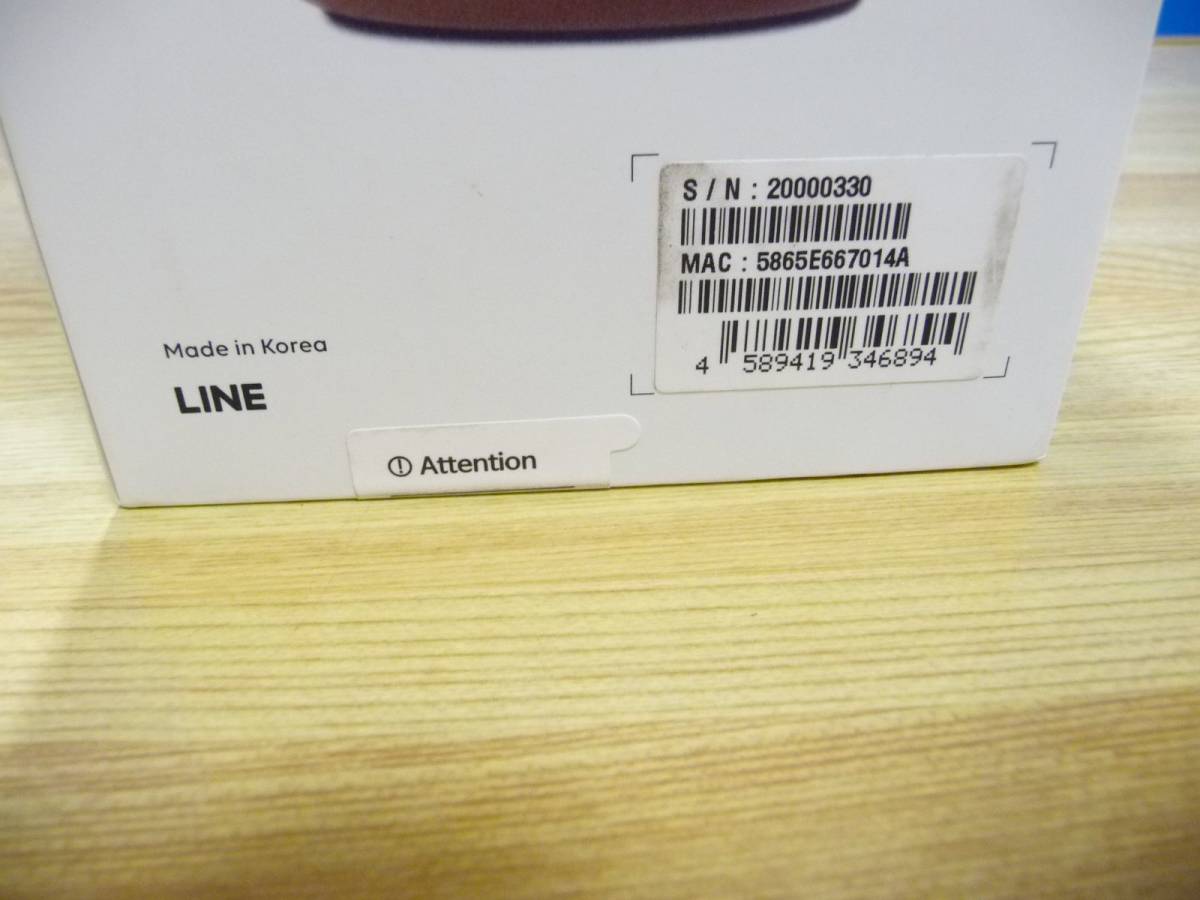 S / N : 20000330
MAC : 5865E667014A
4 589419 346894
Made in Korea
LINE
Attention